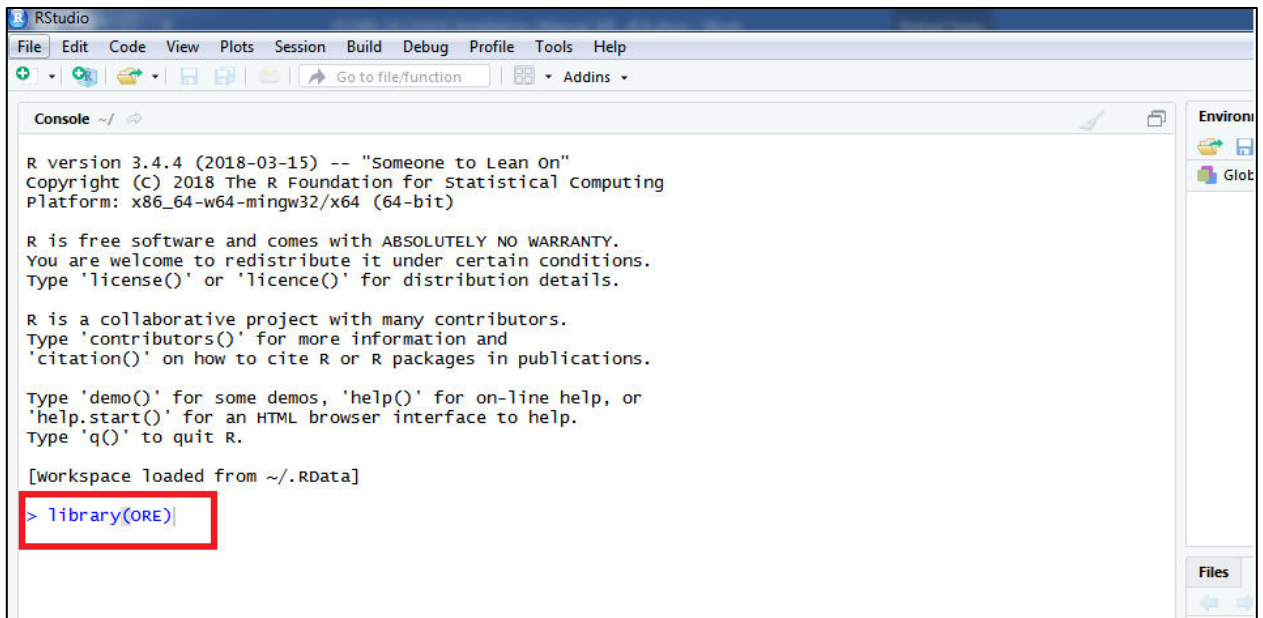 RStudio
File Edit Code View Plots Session Build Debug Profile Tools Help
Go to file/function Addins
Console ~/
R version 3.4.4 (2018-03-15) -- "Someone to Lean On"
Copyright (C) 2018 The R Foundation for Statistical Computing
Platform: x86_64-w64-mingw32/x64 (64-bit)
R is free software and comes with ABSOLUTELY NO WARRANTY.
You are welcome to redistribute it under certain conditions.
Type 'license()' or 'licence()' for distribution details.
R is a collaborative project with many contributors.
Type 'contributors()' for more information and
'citation()' on how to cite R or R packages in publications.
Type 'demo()' for some demos, 'help()' for on-line help, or
'help.start()' for an HTML browser interface to help.
Type 'q()' to quit R.
[Workspace loaded from ~/.RData]
> library(ORE)
Environ
Glob
Files